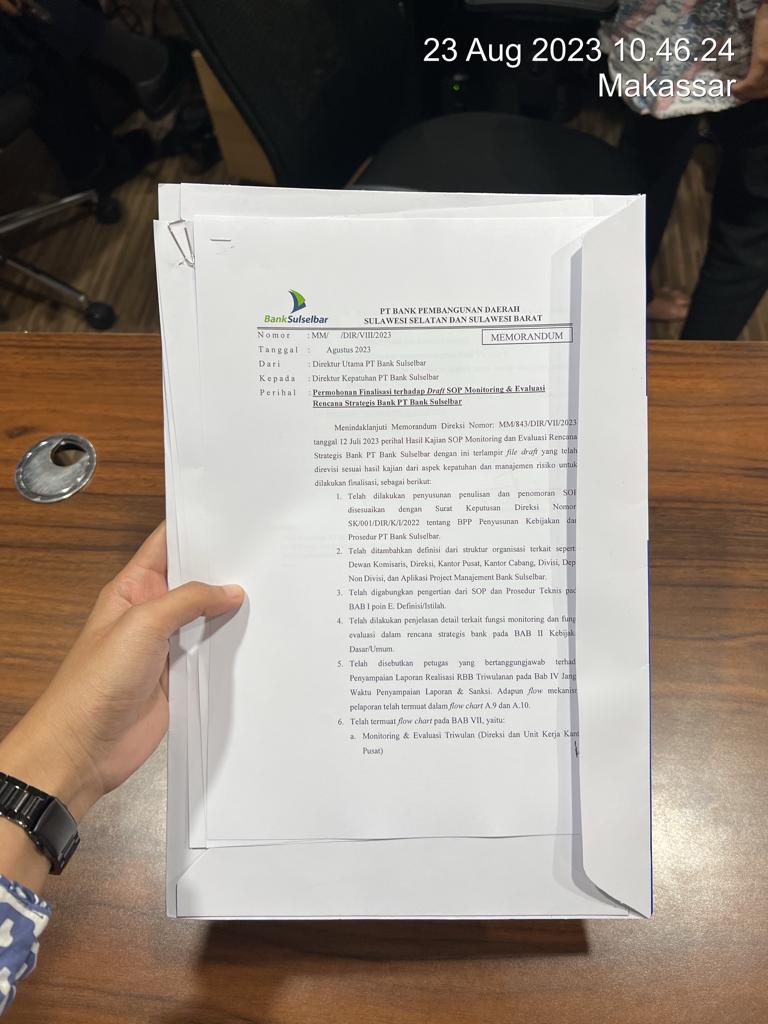 23 Aug 2023 10.46.24
Makassar
BankSulselbar
PT BANK PEMBANGUNAN DAERAH
SULAWESI SELATAN DAN SULAWESI BARAT
Nomor : MM/ /DIR/VIII/2023
MEMORANDUM
Tanggal : Agustus 2023
Dari : Direktur Utama PT Bank Sulselbar
Kepada : Direktur Kepatuhan PT Bank Sulselbar
Perihal : Permohonan Finalisasi terhadap Draft SOP Monitoring & Evaluasi
Rencana Strategis Bank PT Bank Sulselbar
Menindaklanjuti Memorandum Direksi Nomor: MM/843/DIR/VII/2023
tanggal 12 Juli 2023 perihal Hasil Kajian SOP Monitoring dan Evaluasi Rencana
Strategis Bank PT Bank Sulselbar dengan ini terlampir file draft yang telah
direvisi sesuai hasil kajian dari aspek kepatuhan dan manajemen risiko untuk
dilakukan finalisasi, sebagai berikut:
1. Telah dilakukan penyusunan penulisan dan penomoran SOP
disesuaikan dengan Surat Keputusan Direksi Nomor
SK/001/DIR/K/I/2022 tentang BPP Penyusunan Kebijakan dan
Prosedur PT Bank Sulselbar.
2. Telah ditambahkan definisi dari struktur organisasi terkait sepert
Dewan Komisaris, Direksi, Kantor Pusat, Kantor Cabang, Divisi, Dep
Non Divisi, dan Aplikasi Project Manajement Bank Sulselbar.
3. Telah digabungkan pengertian dari SOP dan Prosedur Teknis pad
BAB I poin E. Definisi/Istilah.
4. Telah dilakukan penjelasan detail terkait fungsi monitoring dan fung
evaluasi dalam rencana strategis bank pada BAB II Kebijak
Dasar/Umum.
5. Telah disebutkan petugas yang bertanggungjawab terhad
Penyampaian Laporan Realisasi RBB Triwulanan pada Bab IV Jang
Waktu Penyampaian Laporan & Sanksi. Adapun flow mekanis
pelaporan telah termuat dalam flow chart A.9 dan A.10.
6. Telah termuat flow chart pada BAB VII, yaitu:
a. Monitoring & Evaluasi Triwulan (Direksi dan Unit Kerja Kant
Pusat)